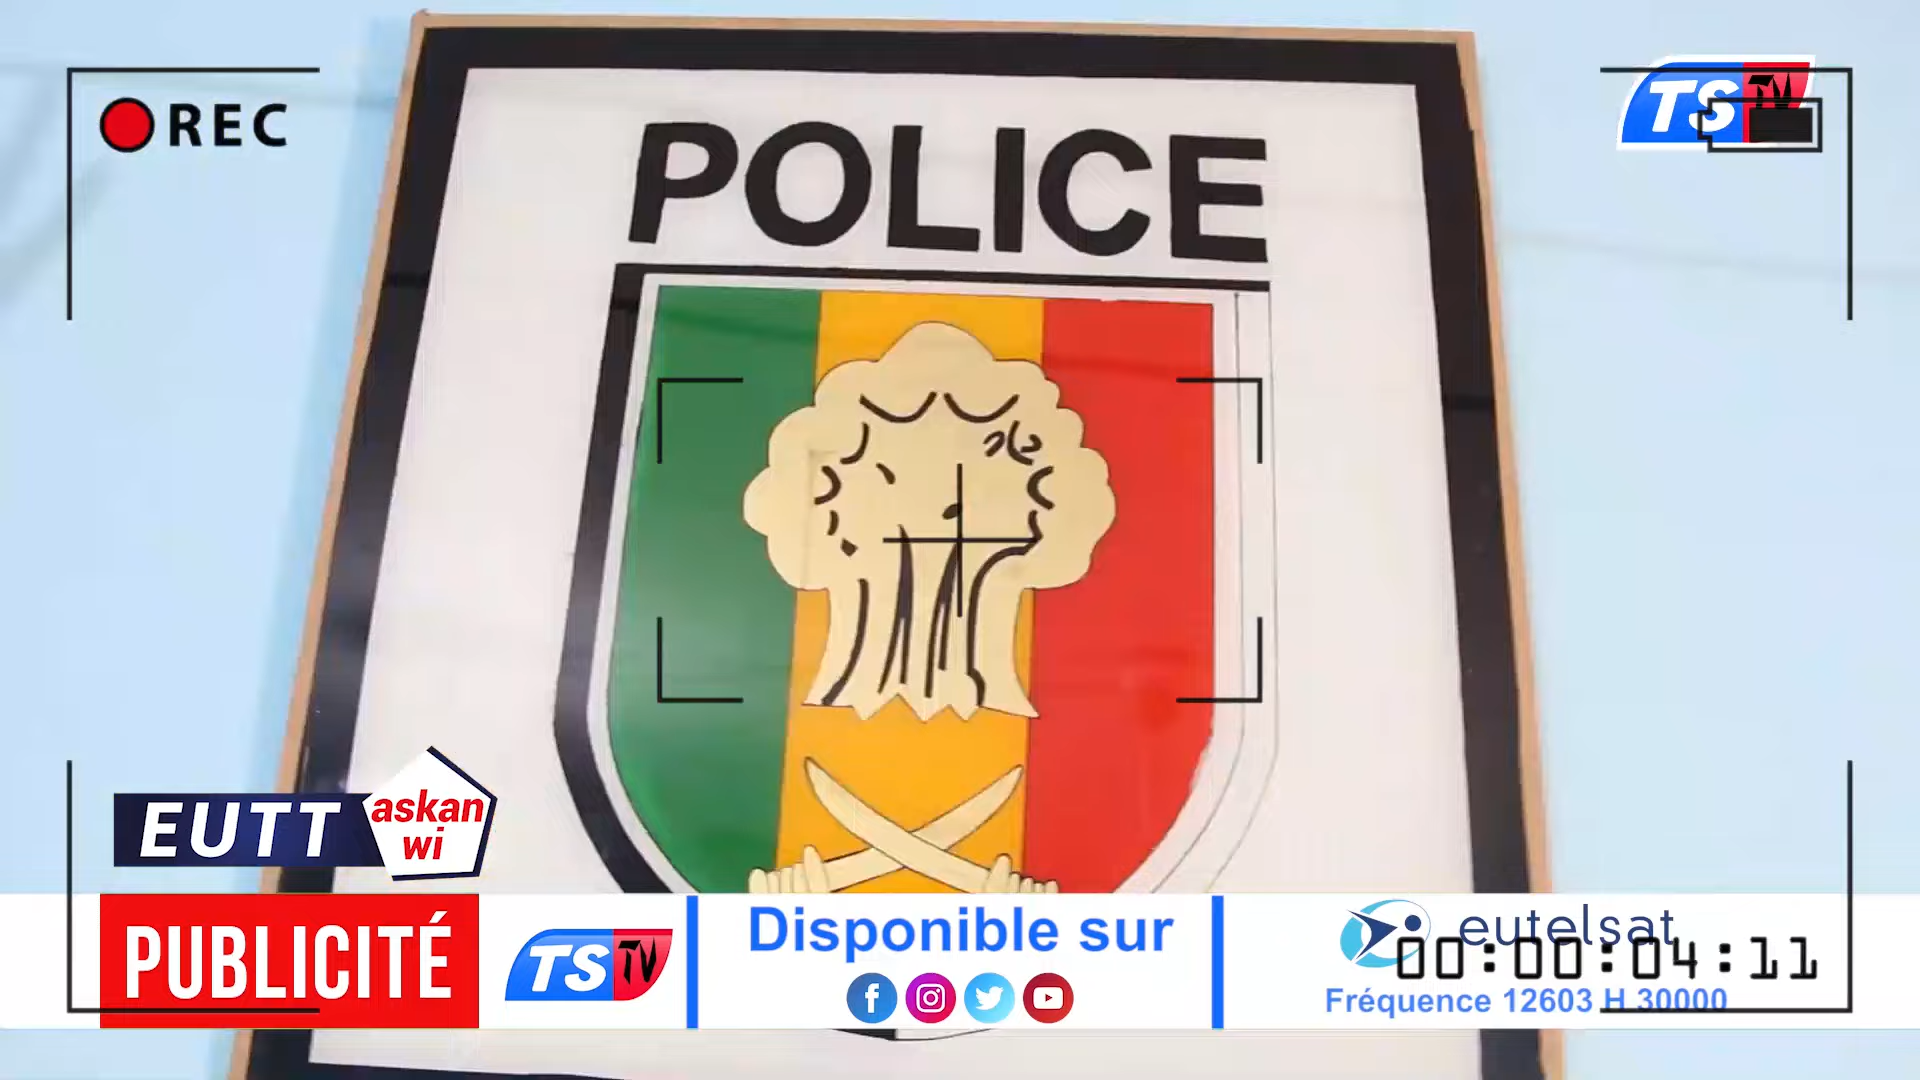 REC
TS TV
POLICE
EUTT
askan
wi
PUBLICITÉ
TS TV
Disponible sur
eutelsat
00:00:04:11
Fréquence 12603 H 30000